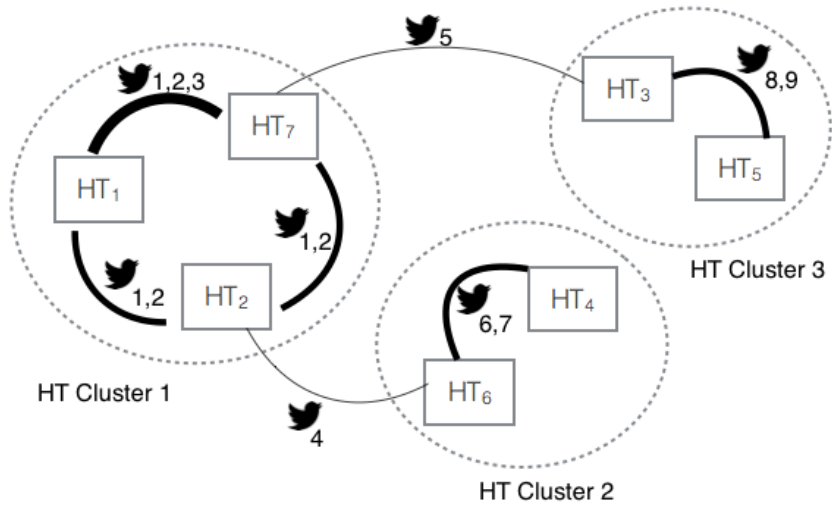 5
1,2,3
8,9
HT3
HT7
HT5
HT1
1,2
1,2
HT Cluster 3
HT2
HT4
6,7
HT Cluster 1
HT6
4
HT Cluster 2